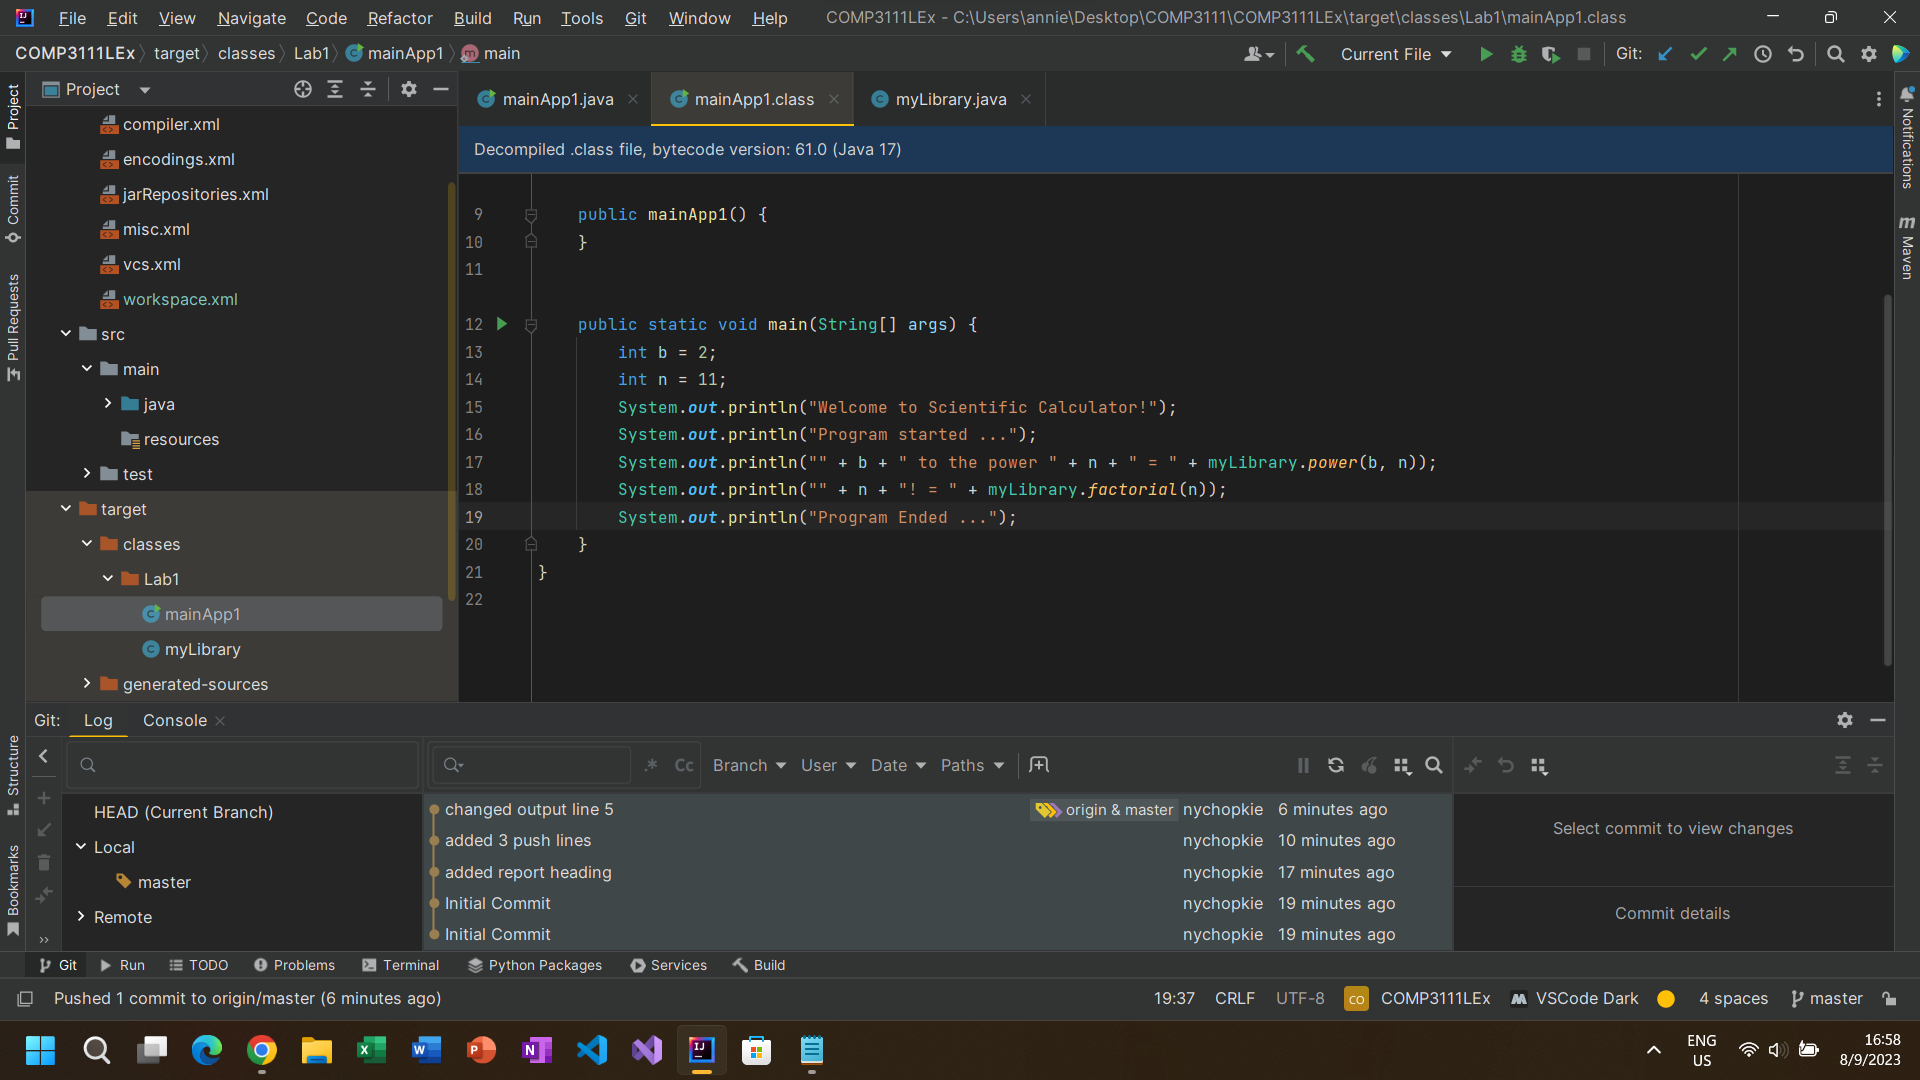 File Edit View Navigate Code Refactor Build Run Tools Git Window Help COMP3111LEx - C:\Users\annie\Desktop\COMP3111\COMP3111LEx\target\classes\Lab1\mainApp1.class
COMP3111LEx target classes Lab1 mainApp1 main Current File Git:
Project
mainApp1.java mainApp1.class myLibrary.java
Decompiled .class file, bytecode version: 61.0 (Java 17)
Project
Commit
Pull Requests
Structure
Bookmarks
compiler.xml
encodings.xml
jarRepositories.xml
misc.xml
vcs.xml
workspace.xml
src
main
java
resources
test
target
classes
Lab1
mainApp1
myLibrary
generated-sources
9 public mainApp1() {
10 }
11
12 public static void main(String[] args) {
13 int b = 2;
14 int n = 11;
15 System.out.println("Welcome to Scientific Calculator!");
16 System.out.println("Program started ...");
17 System.out.println("" + b + " to the power " + n + " = " + myLibrary.power(b, n));
18 System.out.println("" + n + "! = " + myLibrary.factorial(n));
19 System.out.println("Program Ended ...");
20 }
21 }
22
Notifications
Maven
Git: Log Console
.* Cc Branch User Date Paths
HEAD (Current Branch)
Local
master
Remote
changed output line 5 origin & master nychopkie 6 minutes ago
added 3 push lines nychopkie 10 minutes ago
added report heading nychopkie 17 minutes ago
Initial Commit nychopkie 19 minutes ago
Initial Commit nychopkie 19 minutes ago
Select commit to view changes
Commit details
Git Run TODO Problems Terminal Python Packages Services Build
Pushed 1 commit to origin/master (6 minutes ago) 19:37 CRLF UTF-8 CO COMP3111LEx VSCode Dark 4 spaces master
ENG
US
16:58
8/9/2023